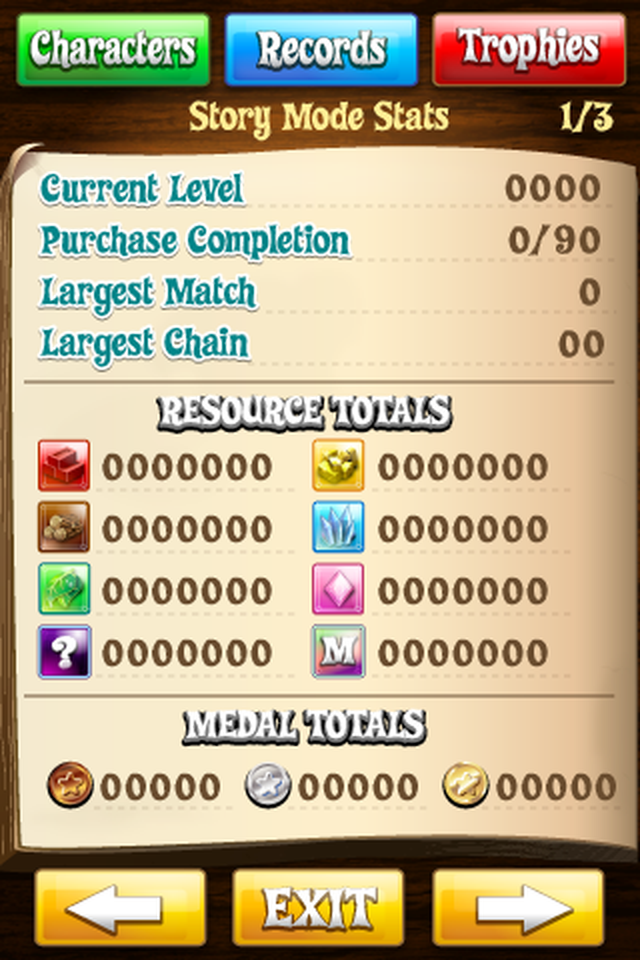 Characters Records Trophies
Story Mode Stats 1/3
Current Level 0000
Purchase Completion 0/90
Largest Match 0
Largest Chain 00
RESOURCE TOTALS
0000000 0000000
0000000 0000000
0000000 0000000
? 0000000 M 0000000
MEDAL TOTALS
00000 00000 00000
EXIT